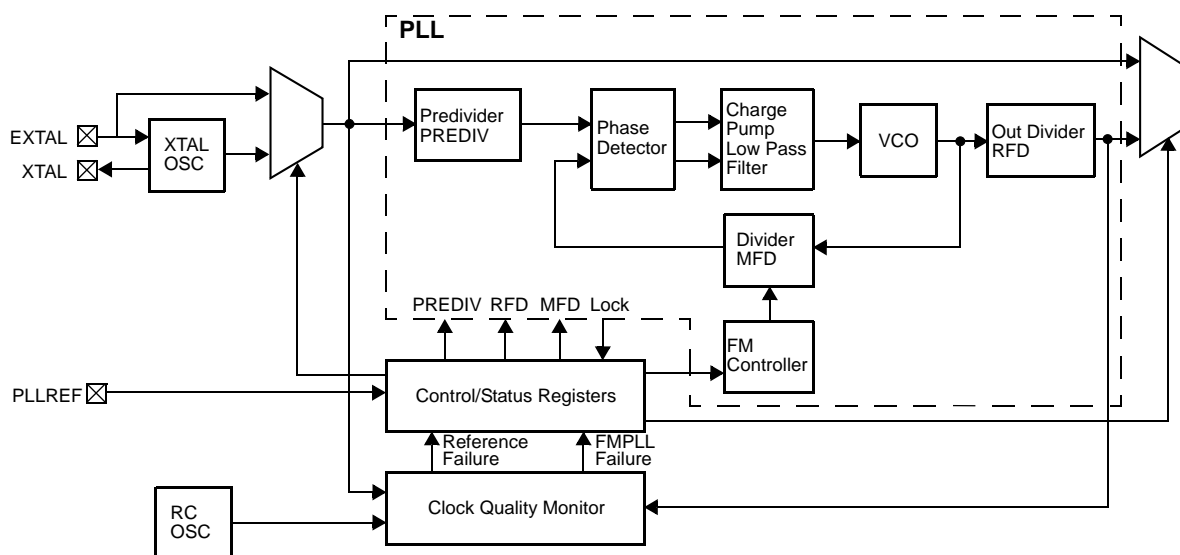 PLL
EXTAL
XTAL
XTAL
OSC
Predivider
PREDIV
Phase
Detector
Charge
Pump
Low Pass
Filter
VCO
Out Divider
RFD
Divider
MFD
PREDIV RFD MFD Lock
FM
Controller
PLLREF
Control/Status Registers
Reference
Failure
FMPLL
Failure
RC
OSC
Clock Quality Monitor